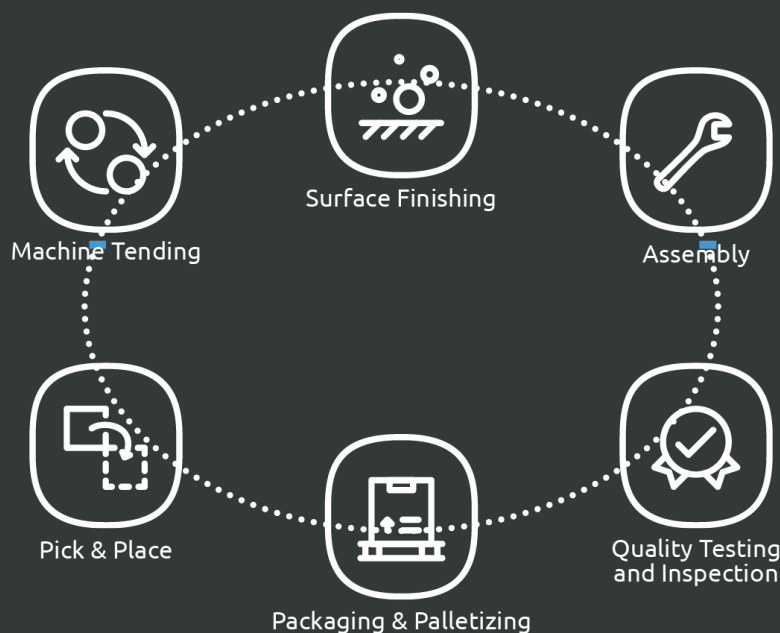 Surface Finishing
Machine Tending
Assembly
Pick & Place
Quality Testing
and Inspection
Packaging & Palletizing